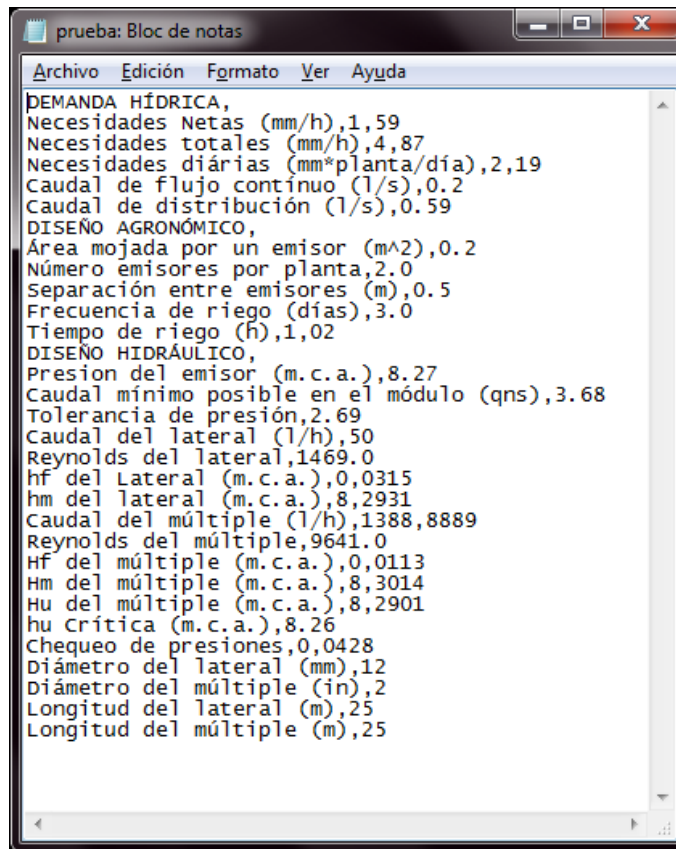 prueba: Bloc de notas
Archivo Edición Formato Ver Ayuda
DEMANDA HÍDRICA,
Necesidades Netas (mm/h),1,59
Necesidades totales (mm/h),4,87
Necesidades diárias (mm*planta/día),2,19
Caudal de flujo contínuo (l/s),0.2
Caudal de distribución (l/s),0.59
DISEÑO AGRONÓMICO,
Área mojada por un emisor (m^2),0.2
Número emisores por planta,2.0
Separación entre emisores (m),0.5
Frecuencia de riego (días),3.0
Tiempo de riego (h),1,02
DISEÑO HIDRÁULICO,
Presion del emisor (m.c.a.),8.27
Caudal mínimo posible en el módulo (qns),3.68
Tolerancia de presión,2.69
Caudal del lateral (l/h),50
Reynolds del lateral,1469.0
hf del Lateral (m.c.a.),0,0315
hm del lateral (m.c.a.),8,2931
Caudal del múltiple (l/h),1388,8889
Reynolds del múltiple,9641.0
Hf del múltiple (m.c.a.),0,0113
Hm del múltiple (m.c.a.),8,3014
Hu del múltiple (m.c.a.),8,2901
hu Crítica (m.c.a.),8.26
Chequeo de presiones,0,0428
Diámetro del lateral (mm),12
Diámetro del múltiple (in),2
Longitud del lateral (m),25
Longitud del múltiple (m),25